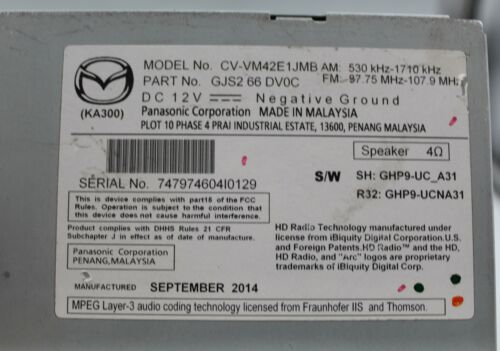 MODEL No. CV-VM42E1JMB AM: 530 kHz-1710 kHz
PART No. GJS2 66 DV0C FM: 87.75 MHz-107.9 MHz
DC 12V Negative Ground
(KA300)
Panasonic Corporation MADE IN MALAYSIA
PLOT 10 PHASE 4 PRAI INDUSTRIAL ESTATE, 13600, PENANG MALAYSIA
Speaker 4Ω
SERIAL No. 747974604I0129
S/W SH: GHP9-UC_A31
R32: GHP9-UCNA31
This device complies with part15 of the FCC
Rules. Operation is subject to the condition that
this device does not cause harmful interference.
Product complies with DHHS Rules 21 CFR
Subchapter J in effect as of date of manufacture.
Panasonic Corporation
PENANG,MALAYSIA
HD Radio Technology manufactured under
license from iBiquity Digital Corporation.U.S.
and Foreign Patents.HD Radio™ and the HD,
HD Radio, and "Arc" logos are proprietary
trademarks of iBiquity Digital Corp.
MANUFACTURED SEPTEMBER 2014
MPEG Layer-3 audio coding technology licensed from Fraunhofer IIS and Thomson.